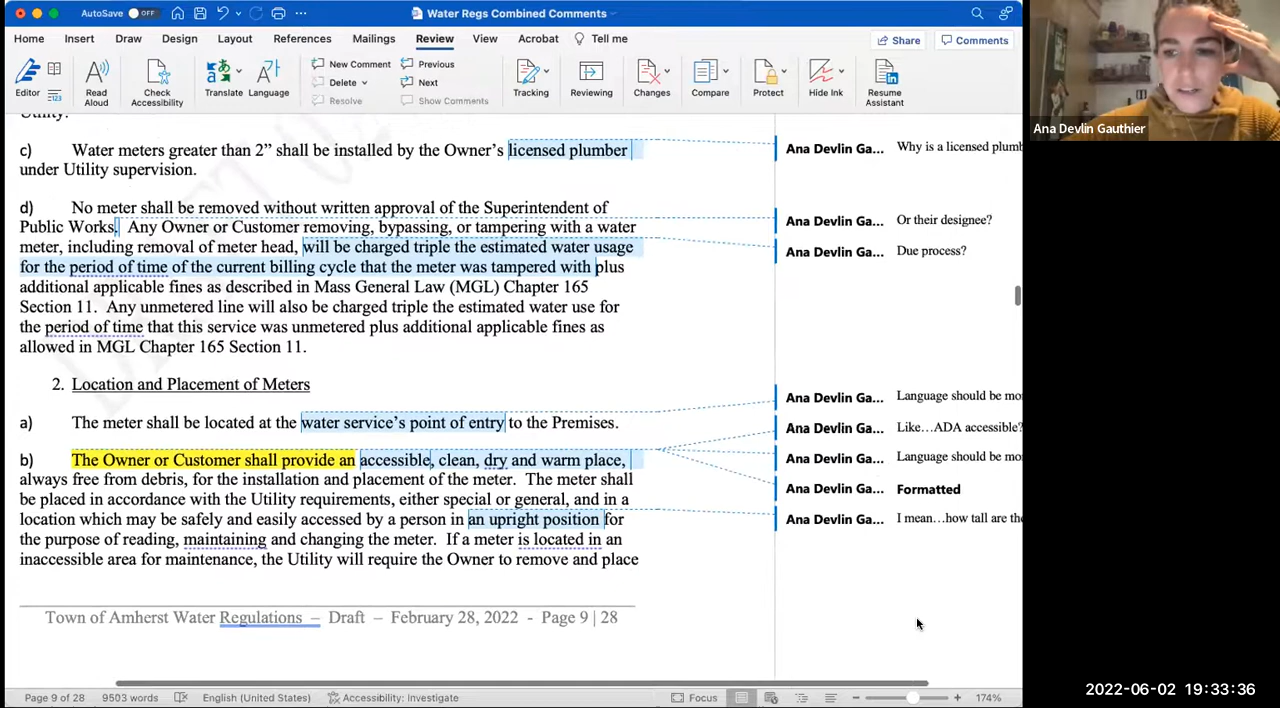 AutoSave OFF Water Regs Combined Comments
Home Insert Draw Design Layout References Mailings Review View Acrobat Tell me Share Comments
New Comment Previous
Delete Next
Resolve Show Comments
Editor Read Aloud Check Accessibility Translate Language Tracking Reviewing Changes Compare Protect Hide Ink Resume Assistant
Utility.
c) Water meters greater than 2” shall be installed by the Owner’s licensed plumber
under Utility supervision.
d) No meter shall be removed without written approval of the Superintendent of
Public Works. Any Owner or Customer removing, bypassing, or tampering with a water
meter, including removal of meter head, will be charged triple the estimated water usage
for the period of time of the current billing cycle that the meter was tampered with plus
additional applicable fines as described in Mass General Law (MGL) Chapter 165
Section 11. Any unmetered line will also be charged triple the estimated water use for
the period of time that this service was unmetered plus additional applicable fines as
allowed in MGL Chapter 165 Section 11.
2. Location and Placement of Meters
a) The meter shall be located at the water service’s point of entry to the Premises.
b) The Owner or Customer shall provide an accessible, clean, dry and warm place,
always free from debris, for the installation and placement of the meter. The meter shall
be placed in accordance with the Utility requirements, either special or general, and in a
location which may be safely and easily accessed by a person in an upright position for
the purpose of reading, maintaining and changing the meter. If a meter is located in an
inaccessible area for maintenance, the Utility will require the Owner to remove and place
Town of Amherst Water Regulations – Draft – February 28, 2022 - Page 9 | 28
Ana Devlin Ga... Why is a licensed plumb
Ana Devlin Ga... Or their designee?
Ana Devlin Ga... Due process?
Ana Devlin Ga... Language should be mo
Ana Devlin Ga... Like…ADA accessible?
Ana Devlin Ga... Language should be mo
Ana Devlin Ga... Formatted
Ana Devlin Ga... I mean…how tall are the
Page 9 of 28 9503 words English (United States) Accessibility: Investigate Focus 174%
Ana Devlin Gauthier
2022-06-02 19:33:36